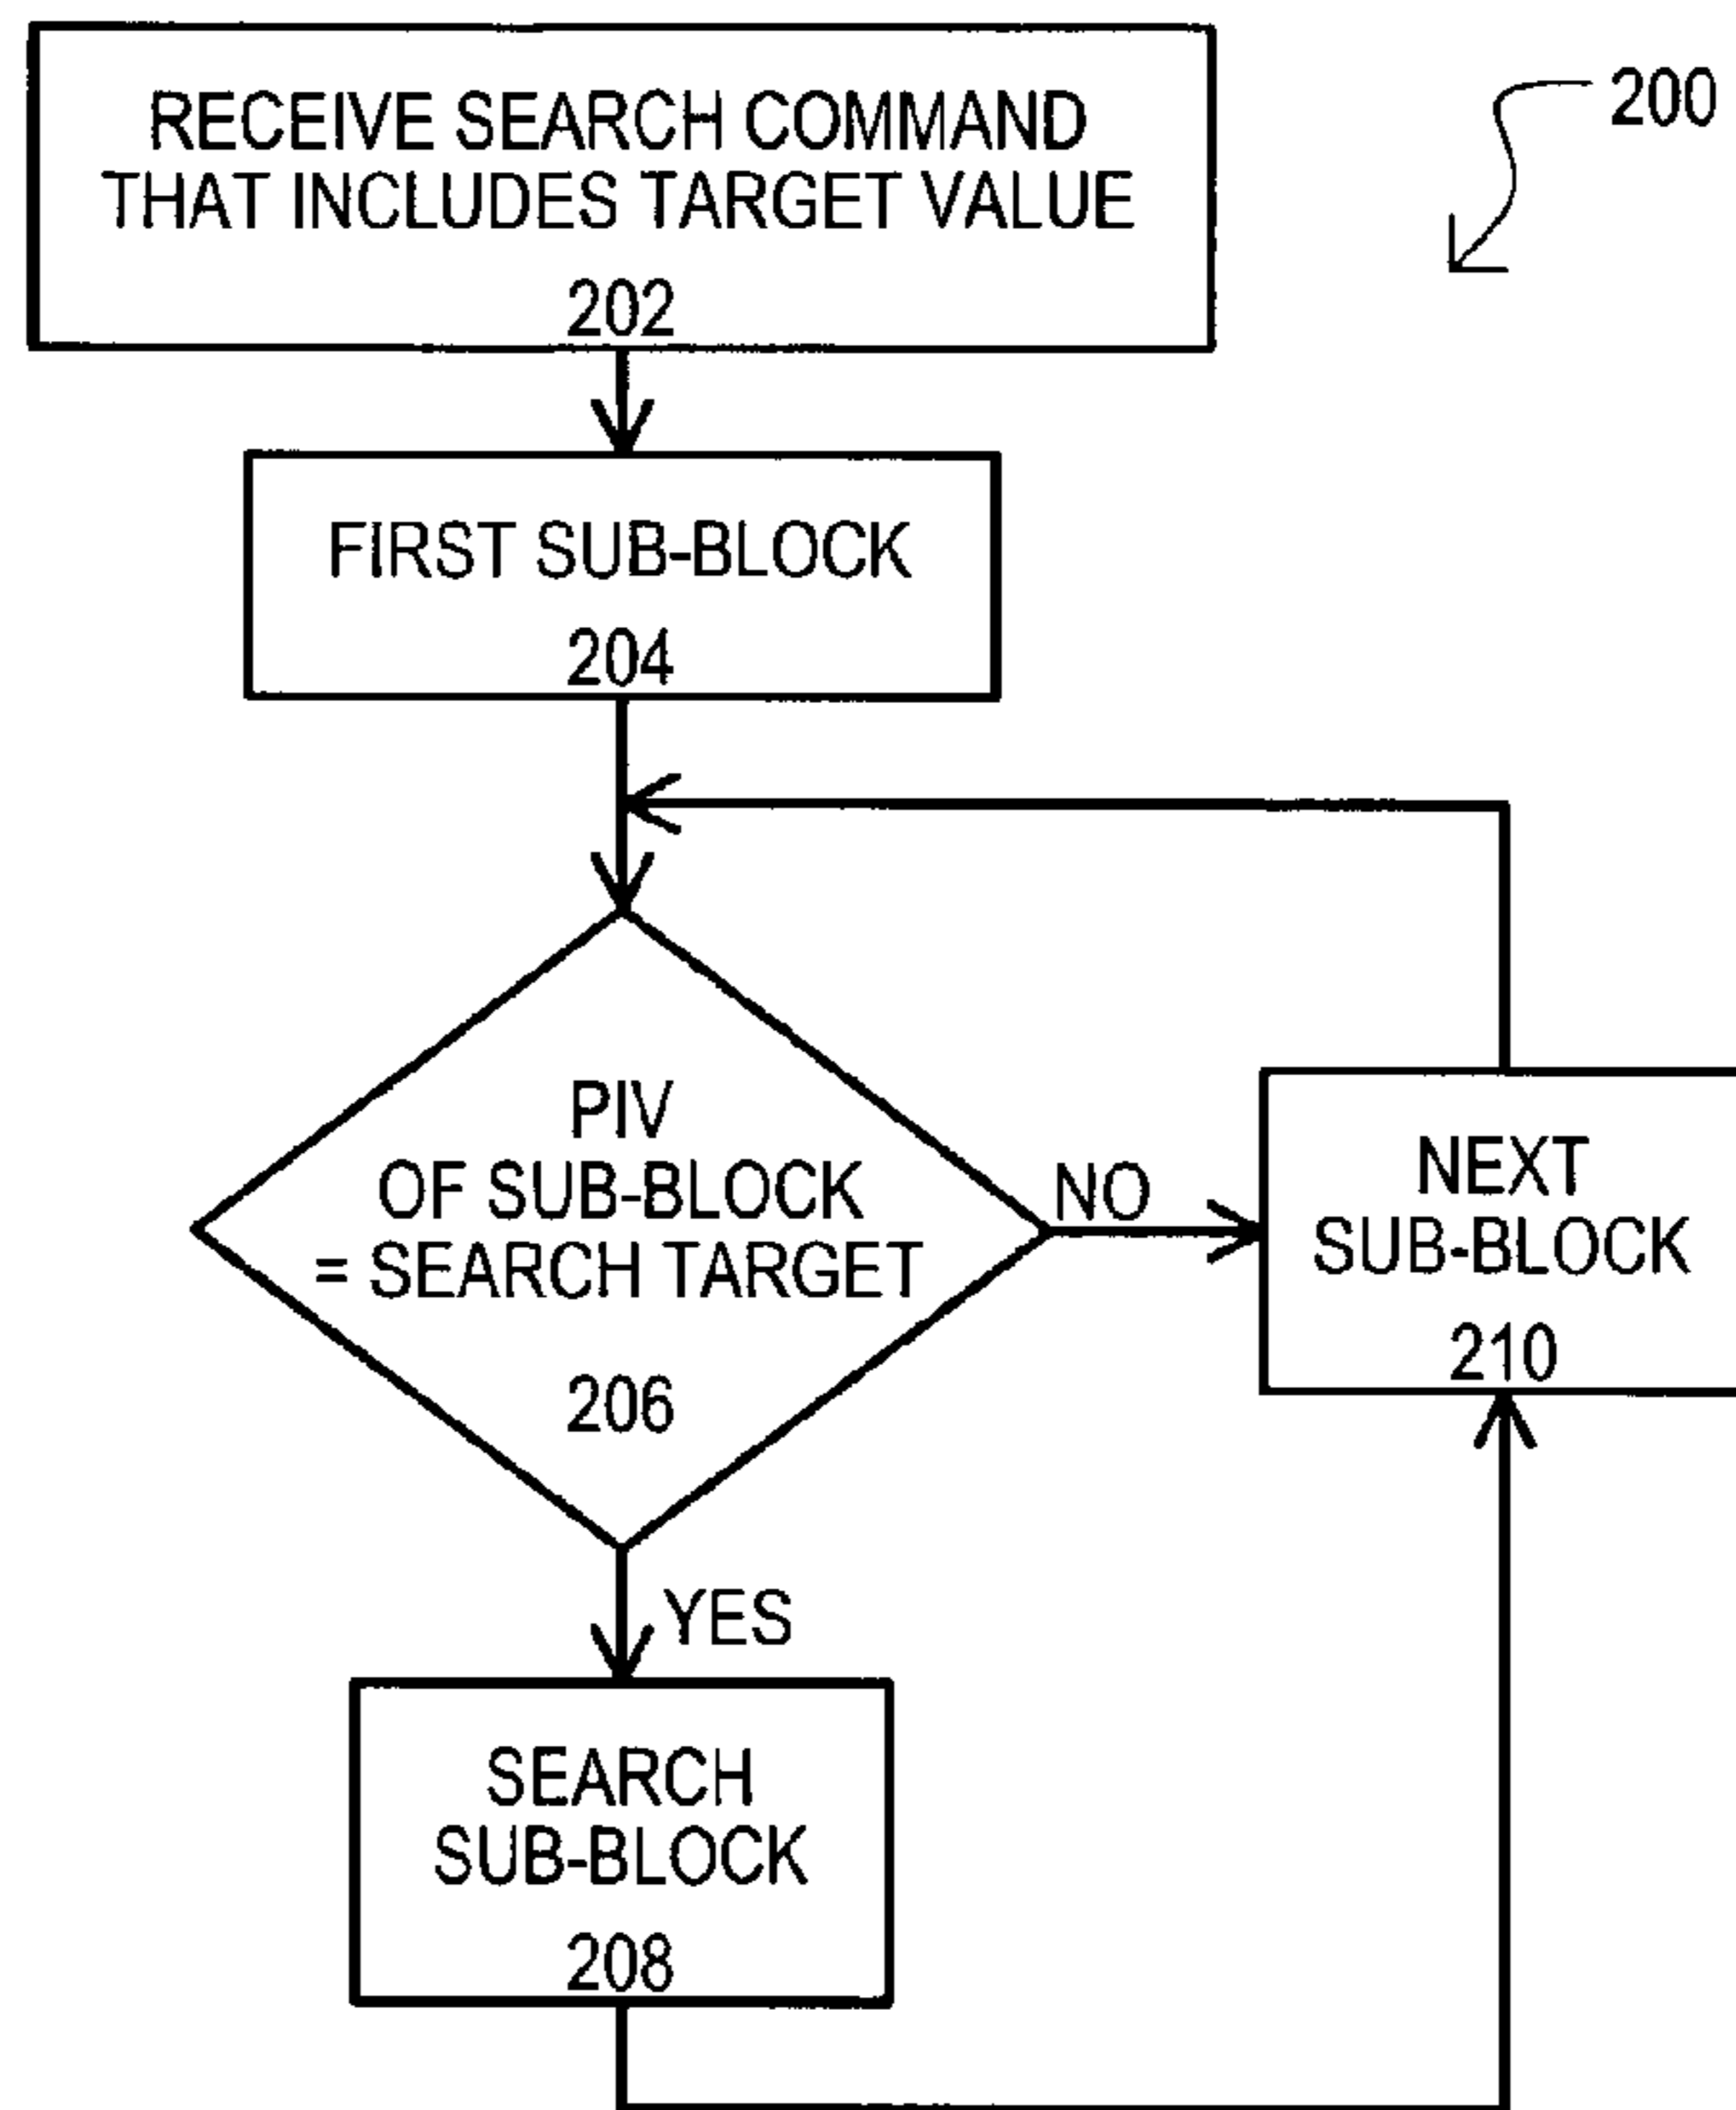 RECEIVE SEARCH COMMAND
THAT INCLUDES TARGET VALUE
202
200
FIRST SUB-BLOCK
204
PIV
OF SUB-BLOCK
= SEARCH TARGET
206
NO
NEXT
SUB-BLOCK
210
YES
SEARCH
SUB-BLOCK
208